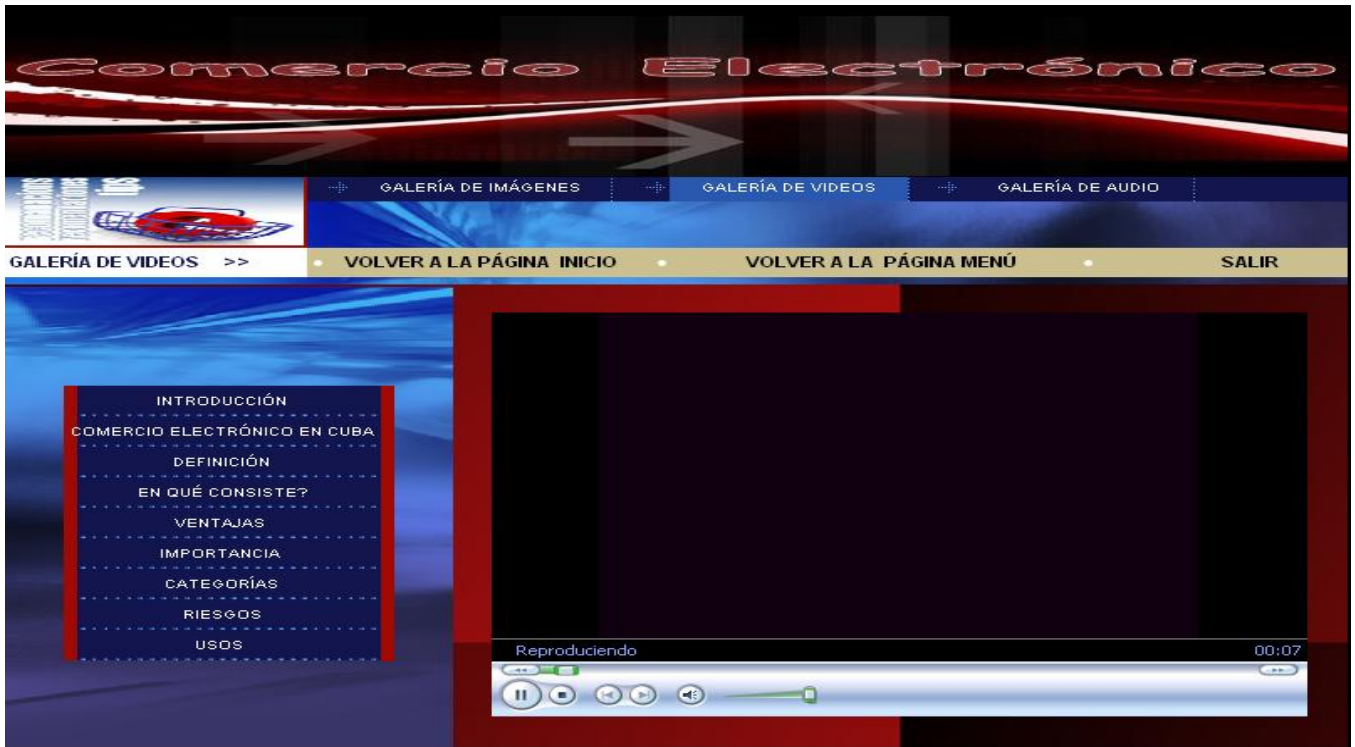 Comercio Electrónico
GALERÍA DE IMÁGENES GALERÍA DE VIDEOS GALERÍA DE AUDIO
GALERÍA DE VIDEOS >> VOLVER A LA PÁGINA INICIO VOLVER A LA PÁGINA MENÚ SALIR
INTRODUCCIÓN
COMERCIO ELECTRÓNICO EN CUBA
DEFINICIÓN
EN QUÉ CONSISTE?
VENTAJAS
IMPORTANCIA
CATEGORÍAS
RIESGOS
USOS
Reproduciendo 00:07